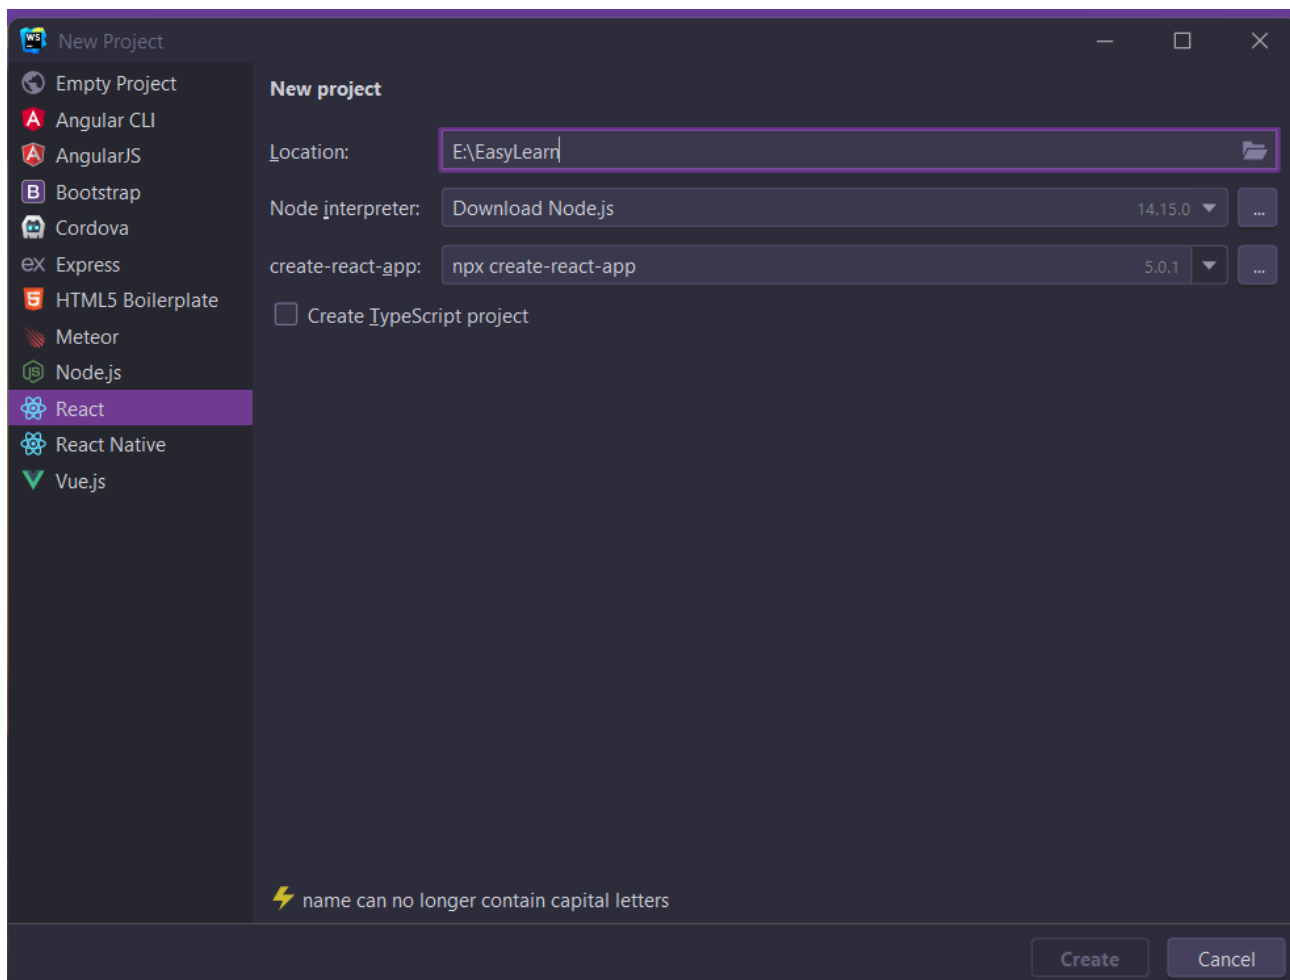 WS
New Project
Empty Project
Angular CLI
AngularJS
Bootstrap
Cordova
ex Express
HTML5 Boilerplate
Meteor
Node.js
React
React Native
Vue.js
New project
Location: E:\EasyLearn
Node interpreter: Download Node.js 14.15.0 ...
create-react-app: npx create-react-app 5.0.1 ...
Create TypeScript project
name can no longer contain capital letters
Create Cancel